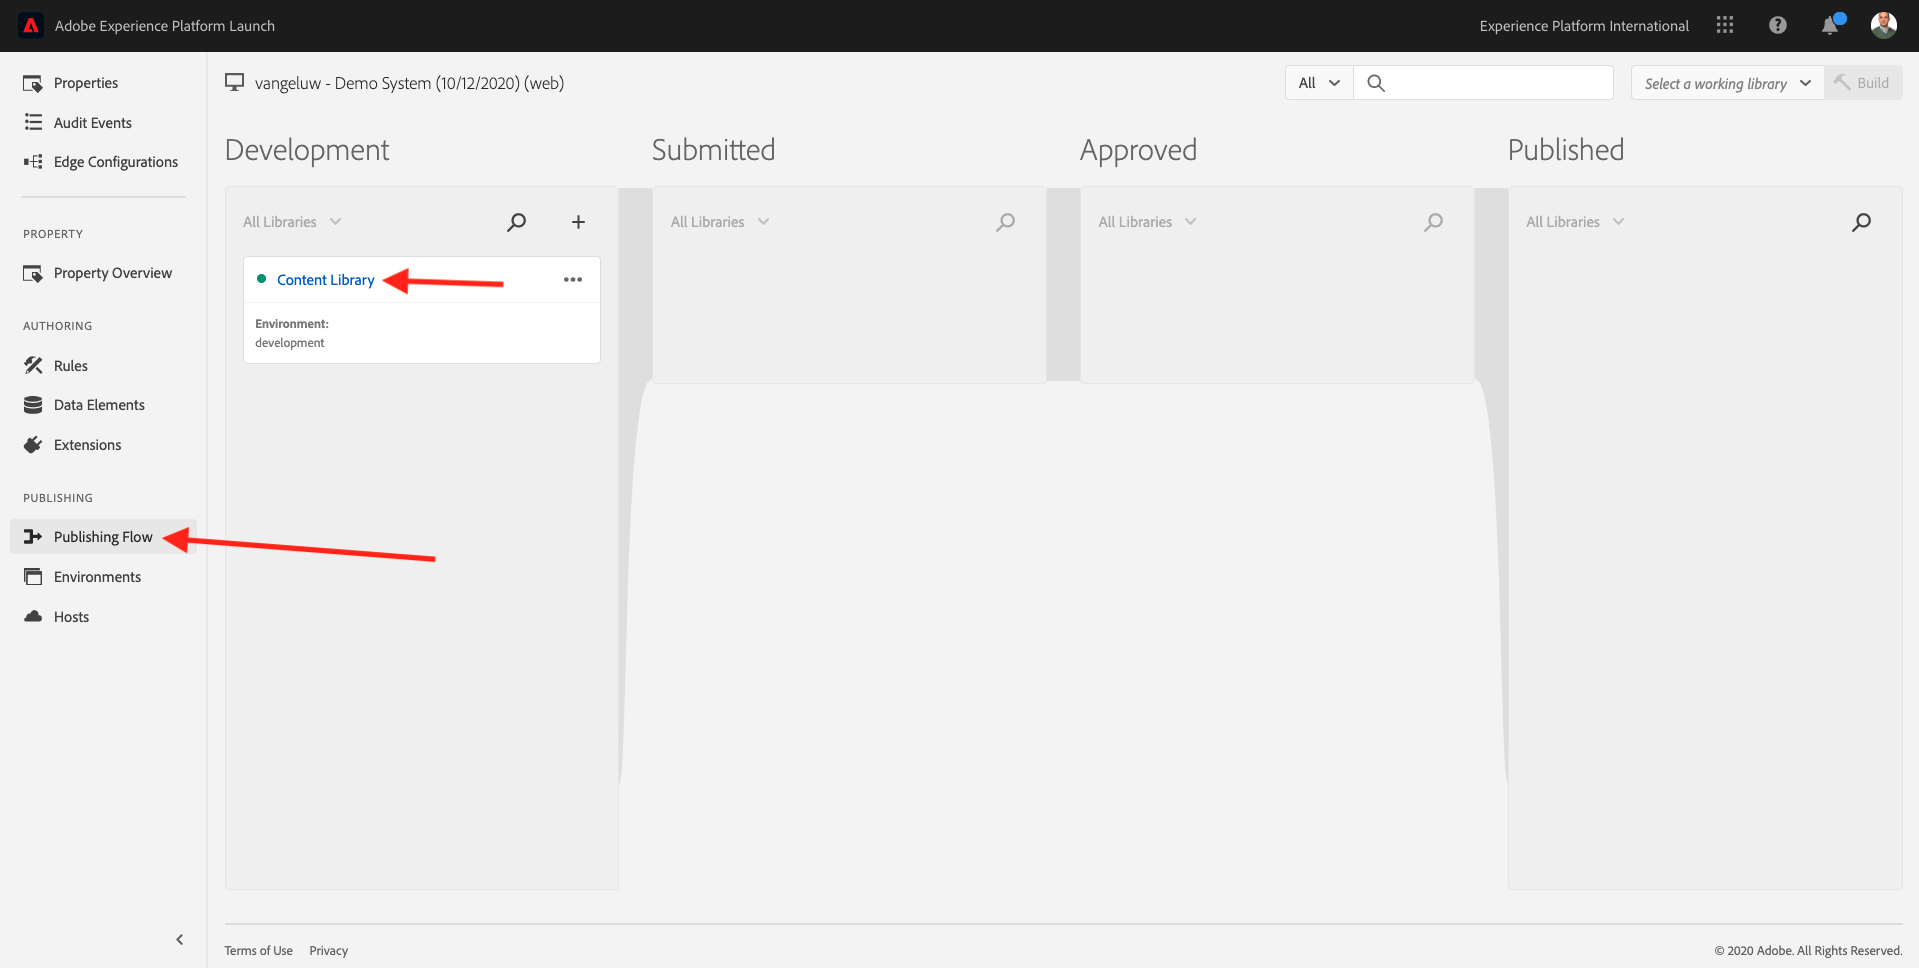 Adobe Experience Platform Launch
Experience Platform International
Properties
Audit Events
Edge Configurations
PROPERTY
Property Overview
AUTHORING
Rules
Data Elements
Extensions
PUBLISHING
Publishing Flow
Environments
Hosts
vangeluw - Demo System (10/12/2020) (web)
All
Select a working library
Build
Development
Submitted
Approved
Published
All Libraries
All Libraries
All Libraries
All Libraries
Content Library
Environment:
development
Terms of Use Privacy
© 2020 Adobe. All Rights Reserved.